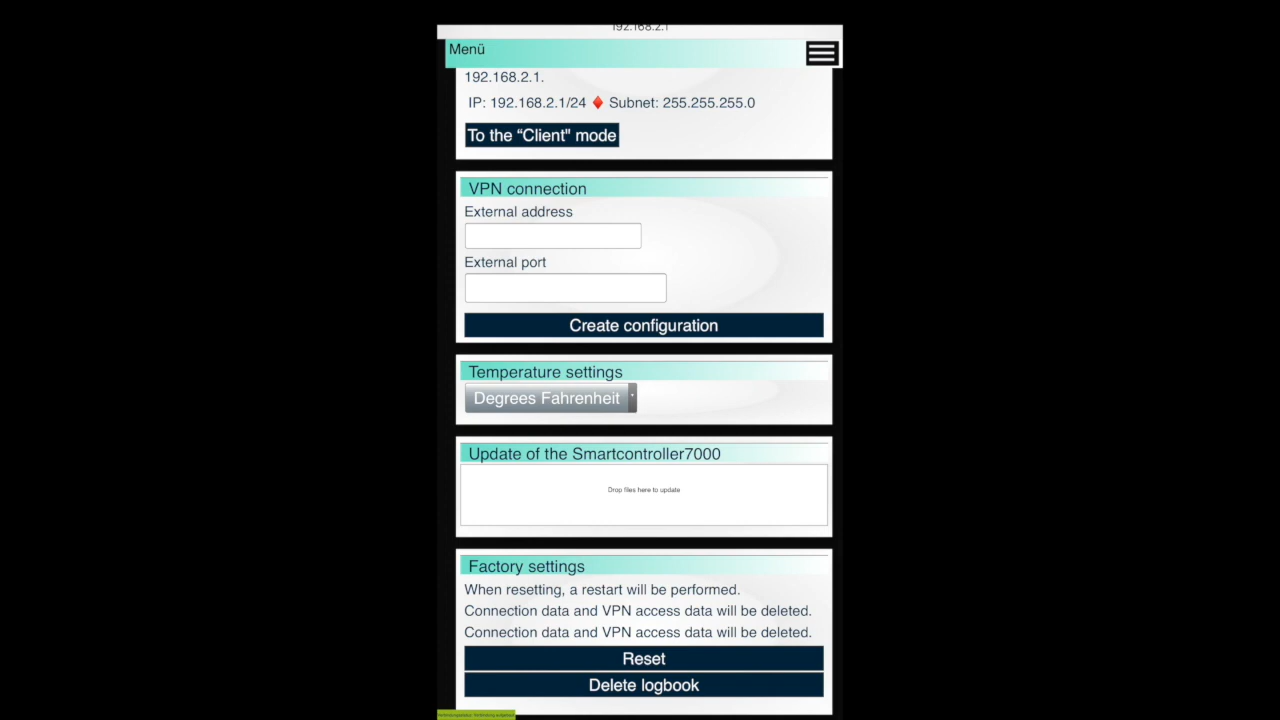 192.168.2.1
Menü
192.168.2.1.
IP: 192.168.2.1/24 ♦ Subnet: 255.255.255.0
To the “Client" mode
VPN connection
External address
External port
Create configuration
Temperature settings
Degrees Fahrenheit
Update of the Smartcontroller7000
Drop files here to update
Factory settings
When resetting, a restart will be performed.
Connection data and VPN access data will be deleted.
Connection data and VPN access data will be deleted.
Reset
Delete logbook